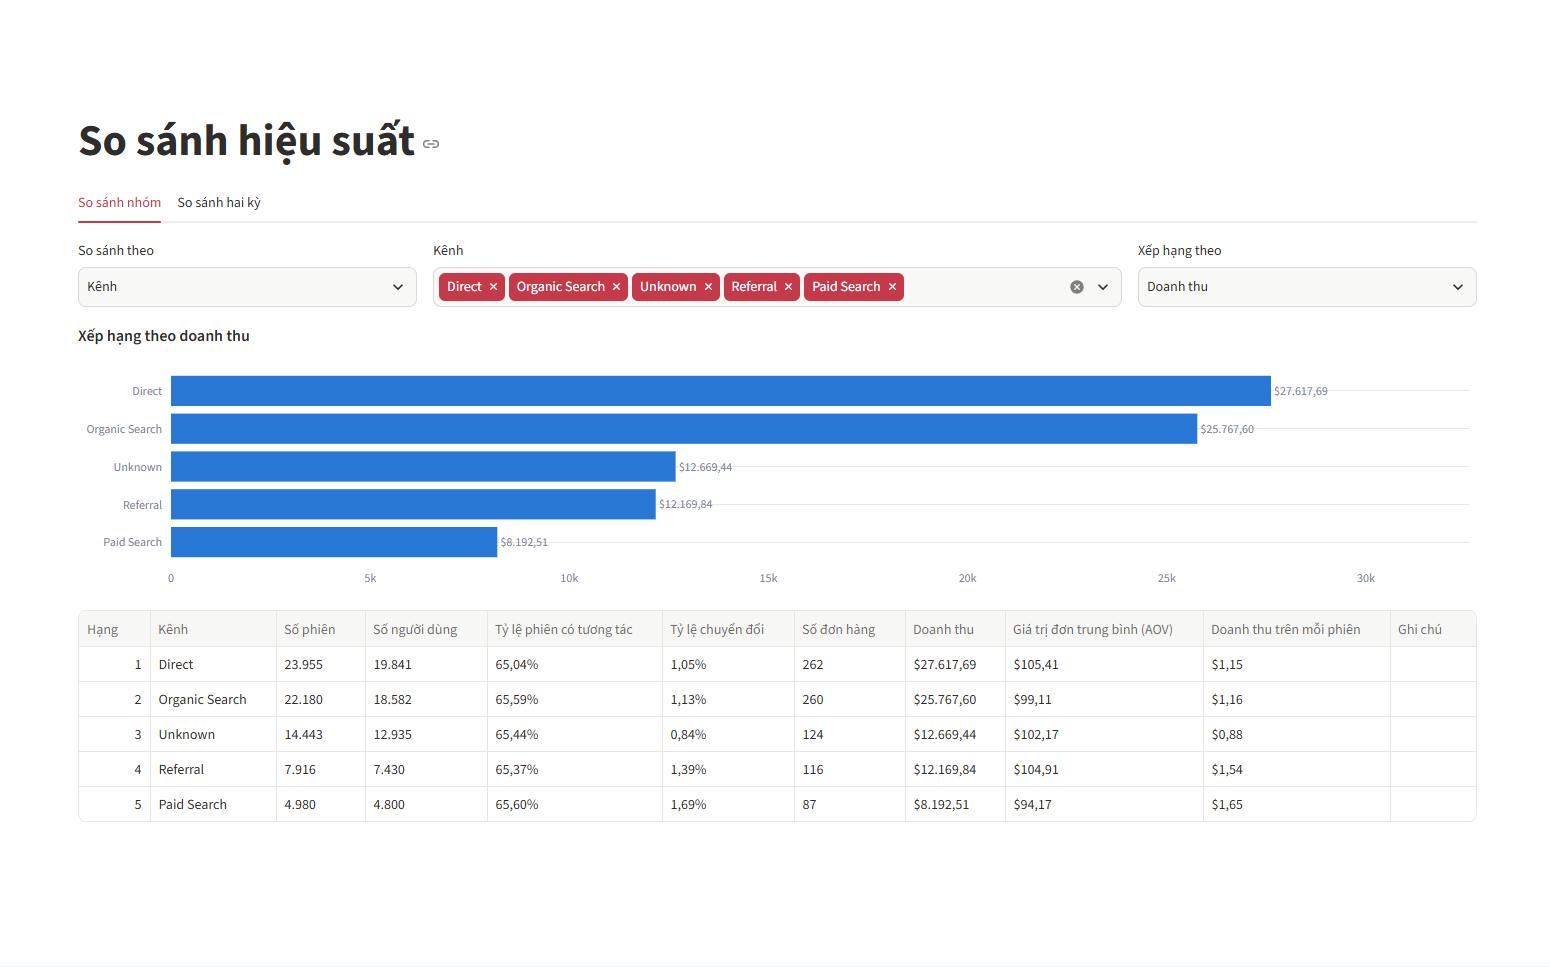 So sánh hiệu suất
So sánh nhóm So sánh hai kỳ
So sánh theo Kênh Xếp hạng theo
Kênh Direct Organic Search Unknown Referral Paid Search Doanh thu
Xếp hạng theo doanh thu
Direct $27.617,69
Organic Search $25.767,60
Unknown $12.669,44
Referral $12.169,84
Paid Search $8.192,51
0 5k 10k 15k 20k 25k 30k
Hạng Kênh Số phiên Số người dùng Tỷ lệ phiên có tương tác Tỷ lệ chuyển đổi Số đơn hàng Doanh thu Giá trị đơn trung bình (AOV) Doanh thu trên mỗi phiên Ghi chú
1 Direct 23.955 19.841 65,04% 1,05% 262 $27.617,69 $105,41 $1,15
2 Organic Search 22.180 18.582 65,59% 1,13% 260 $25.767,60 $99,11 $1,16
3 Unknown 14.443 12.935 65,44% 0,84% 124 $12.669,44 $102,17 $0,88
4 Referral 7.916 7.430 65,37% 1,39% 116 $12.169,84 $104,91 $1,54
5 Paid Search 4.980 4.800 65,60% 1,69% 87 $8.192,51 $94,17 $1,65